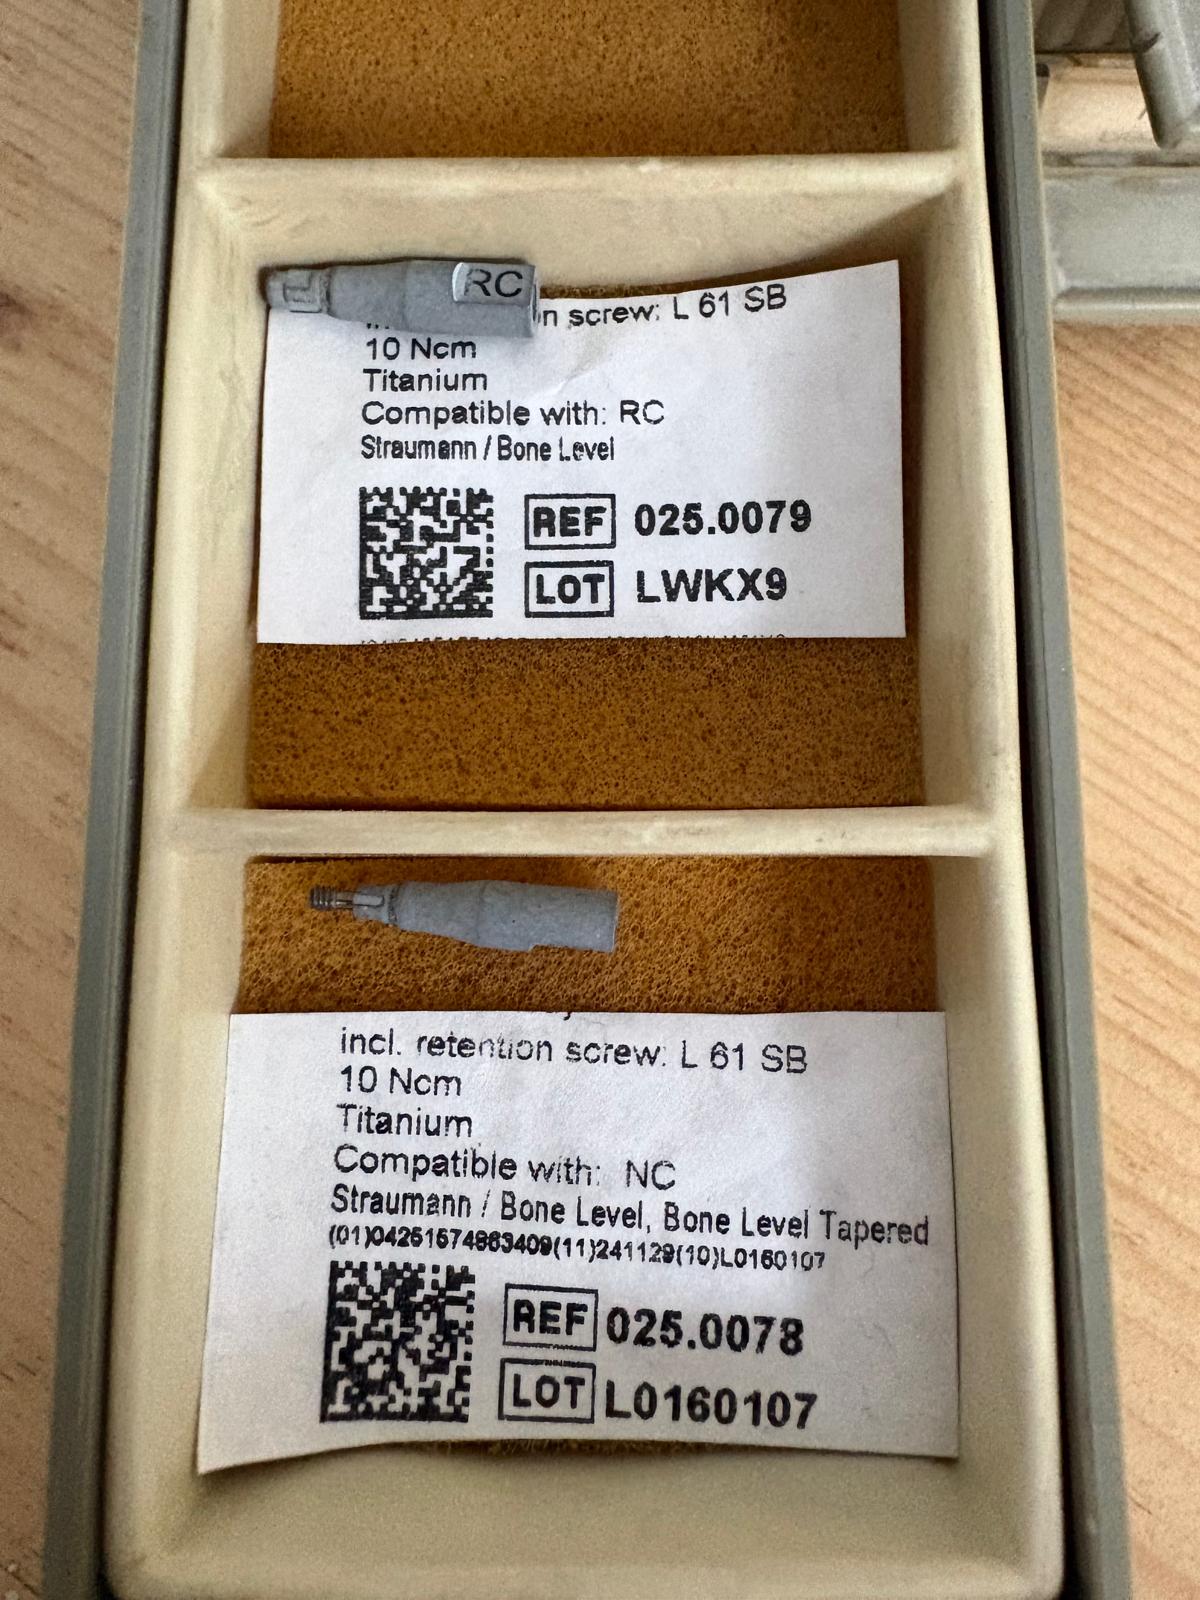 RC
n screw: L 61 SB
10 Ncm
Titanium
Compatible with: RC
Straumann / Bone Level
REF 025.0079
LOT LWKX9
incl. retention screw: L 61 SB
10 Ncm
Titanium
Compatible with: NC
Straumann / Bone Level, Bone Level Tapered
(01)04251574863409(11)241129(10)L0160107
REF 025.0078
LOT L0160107